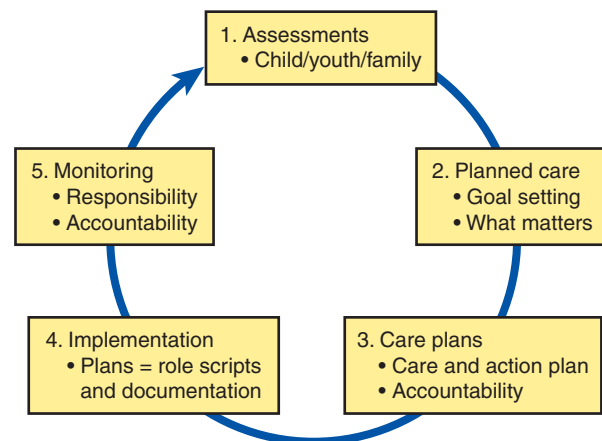 1. Assessments
• Child/youth/family
2. Planned care
• Goal setting
• What matters
3. Care plans
• Care and action plan
• Accountability
4. Implementation
• Plans = role scripts
and documentation
5. Monitoring
• Responsibility
• Accountability